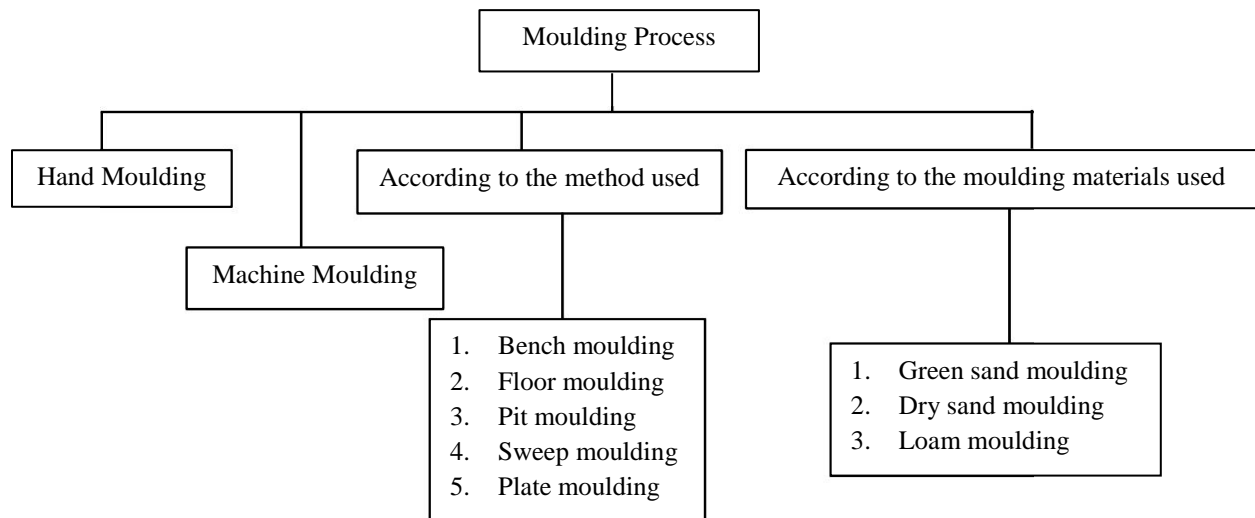 Moulding Process
Hand Moulding
According to the method used
According to the moulding materials used
Machine Moulding
1. Bench moulding
2. Floor moulding
3. Pit moulding
4. Sweep moulding
5. Plate moulding
1. Green sand moulding
2. Dry sand moulding
3. Loam moulding